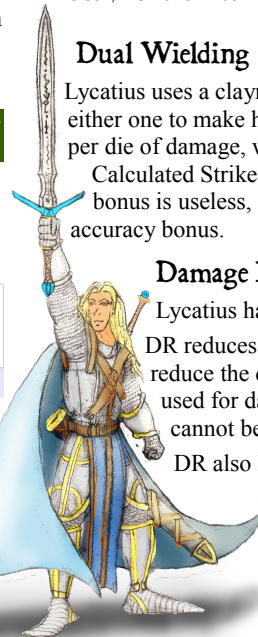 Dual Wielding
Lycatius uses a clayn
either one to make h
per die of damage, v
Calculated Strike
bonus is useless,
accuracy bonus.
Damage
Lycatius ha
DR reduces
reduce the
used for da
cannot be
DR also